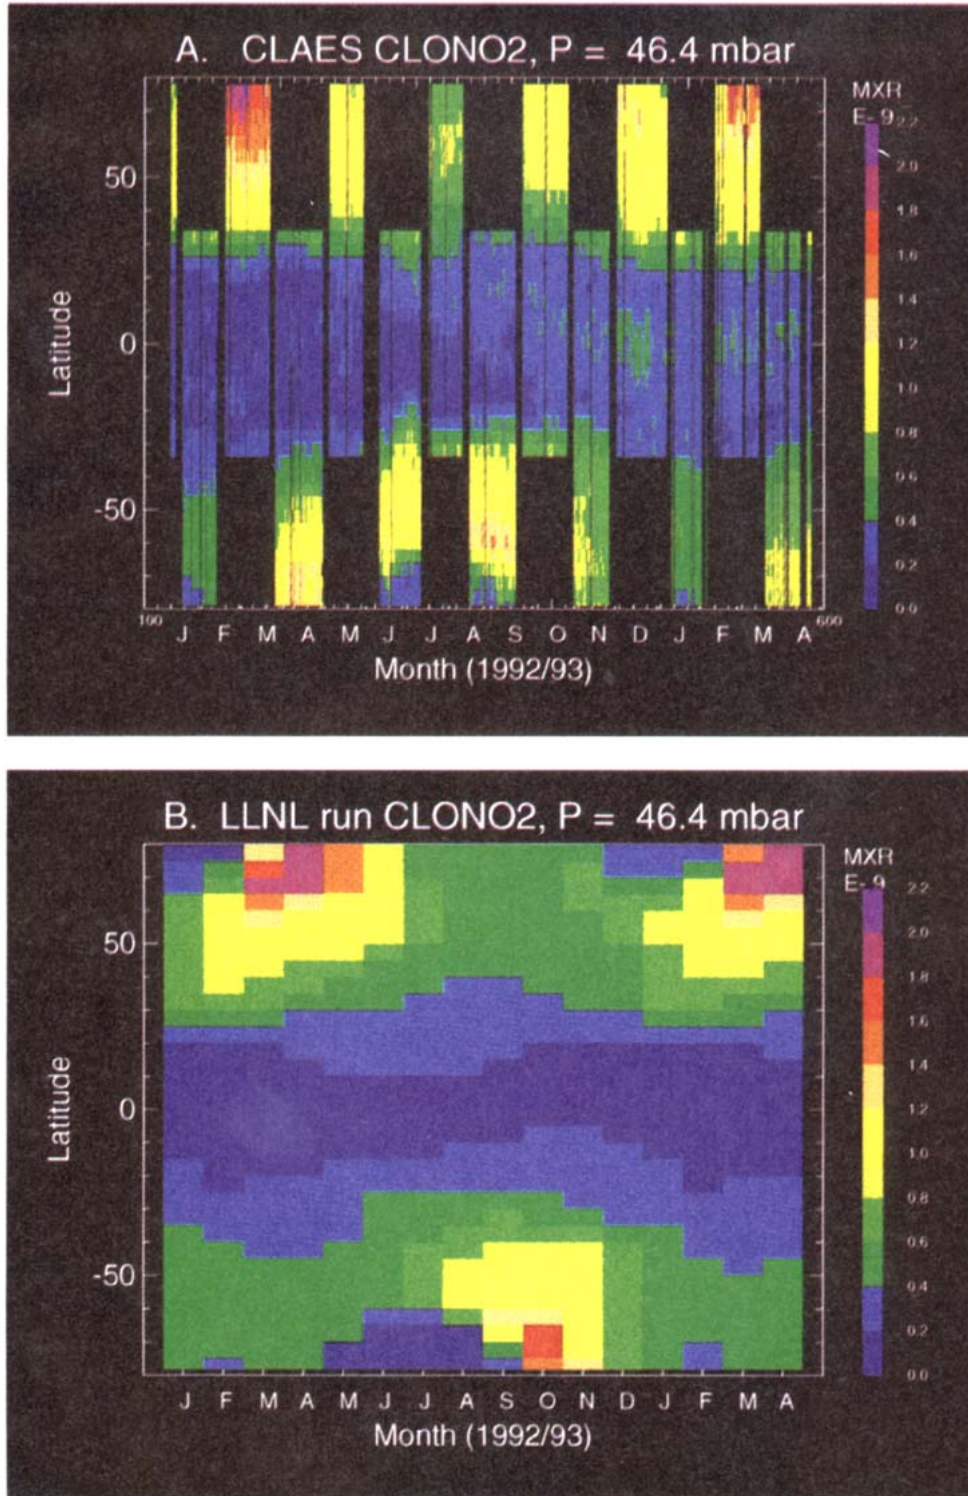 A. CLAES CLONO2, P = 46.4 mbar
MXR
E- 9
2.2
2.0
1.8
1.6
1.4
1.2
1.0
0.8
0.6
0.4
0.2
0.0
50
0
-50
Latitude
100
600
J F M A M J J A S O N D J F M A
Month (1992/93)
B. LLNL run CLONO2, P = 46.4 mbar
MXR
E- 9
2.2
2.0
1.8
1.6
1.4
1.2
1.0
0.8
0.6
0.4
0.2
0.0
50
0
-50
Latitude
J F M A M J J A S O N D J F M A
Month (1992/93)